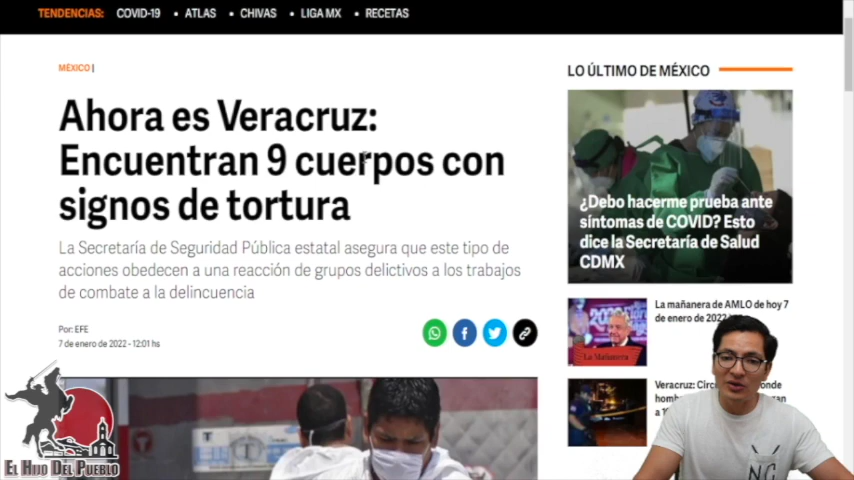 TENDENCIAS: COVID-19 • ATLAS • CHIVAS • LIGA MX • RECETAS
MÉXICO |
Ahora es Veracruz:
Encuentran 9 cuerpos con
signos de tortura
La Secretaría de Seguridad Pública estatal asegura que este tipo de
acciones obedecen a una reacción de grupos delictivos a los trabajos
de combate a la delincuencia
Por: EFE
7 de enero de 2022 - 12:01 hs
LO ÚLTIMO DE MÉXICO
¿Debo hacerme prueba ante
síntomas de COVID? Esto
dice la Secretaría de Salud
CDMX
La mañanera de AMLO de hoy 7
de enero de 2022
La Mañanera
Veracruz:
EL HIJO DEL PUEBLO